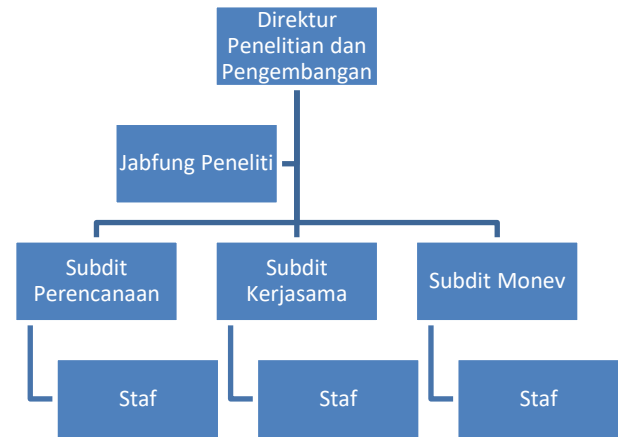 Direktur
Penelitian dan
Pengembangan
Jabfung Peneliti
Subdit
Perencanaan
Subdit
Kerjasama
Subdit Monev
Staf
Staf
Staf